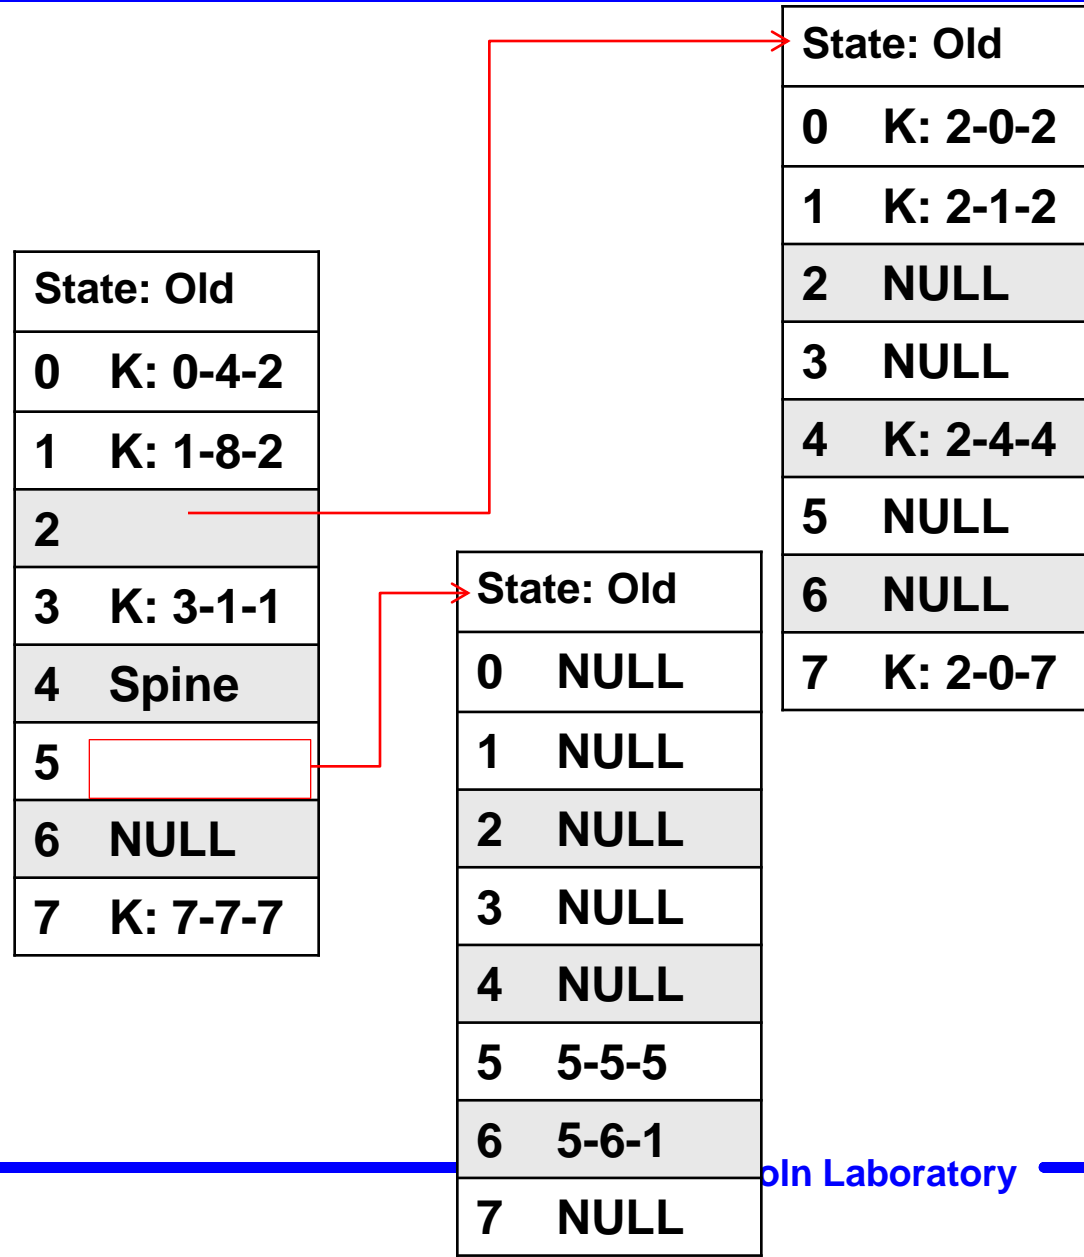 State: Old
0 K: 0-4-2
1 K: 1-8-2
2
3 K: 3-1-1
4 Spine
5
6 NULL
7 K: 7-7-7
State: Old
0 NULL
1 NULL
2 NULL
3 NULL
4 NULL
5 5-5-5
6 5-6-1
7 NULL
State: Old
0 K: 2-0-2
1 K: 2-1-2
2 NULL
3 NULL
4 K: 2-4-4
5 NULL
6 NULL
7 K: 2-0-7
Laboratory